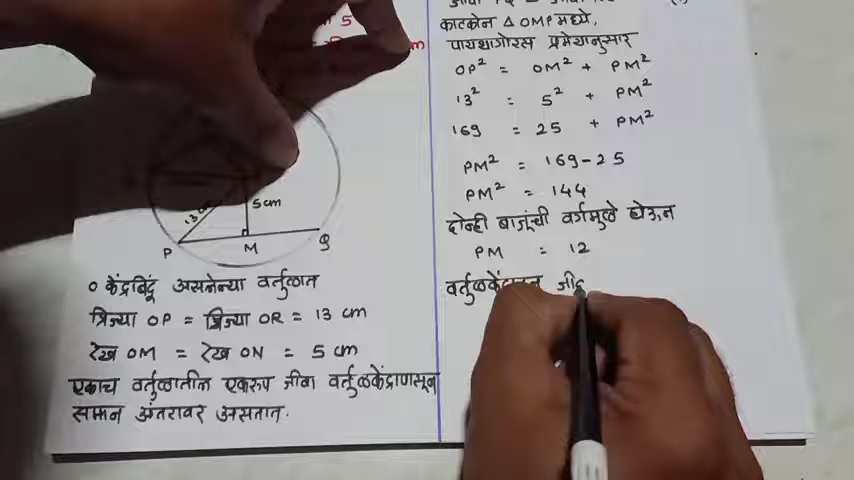 5
m
13 cm
5 cm
P
M
Q
O केंद्रबिंदू असलेल्या वर्तुळात
त्रिज्या OP = त्रिज्या OR = 13 cm
रेख OM = रेख ON = 5 cm
एकाच वर्तुळातील एकरूप जीवा वर्तुळकेंद्रापासून
समान अंतरावर असतात.
काटकोन △ OMP मध्ये,
पायथागोरस प्रमेयानुसार
OP² = OM² + PM²
13² = 5² + PM²
169 = 25 + PM²
PM² = 169 - 25
PM² = 144
दोन्ही बाजूंची वर्गमुळे घेऊन
PM = 12